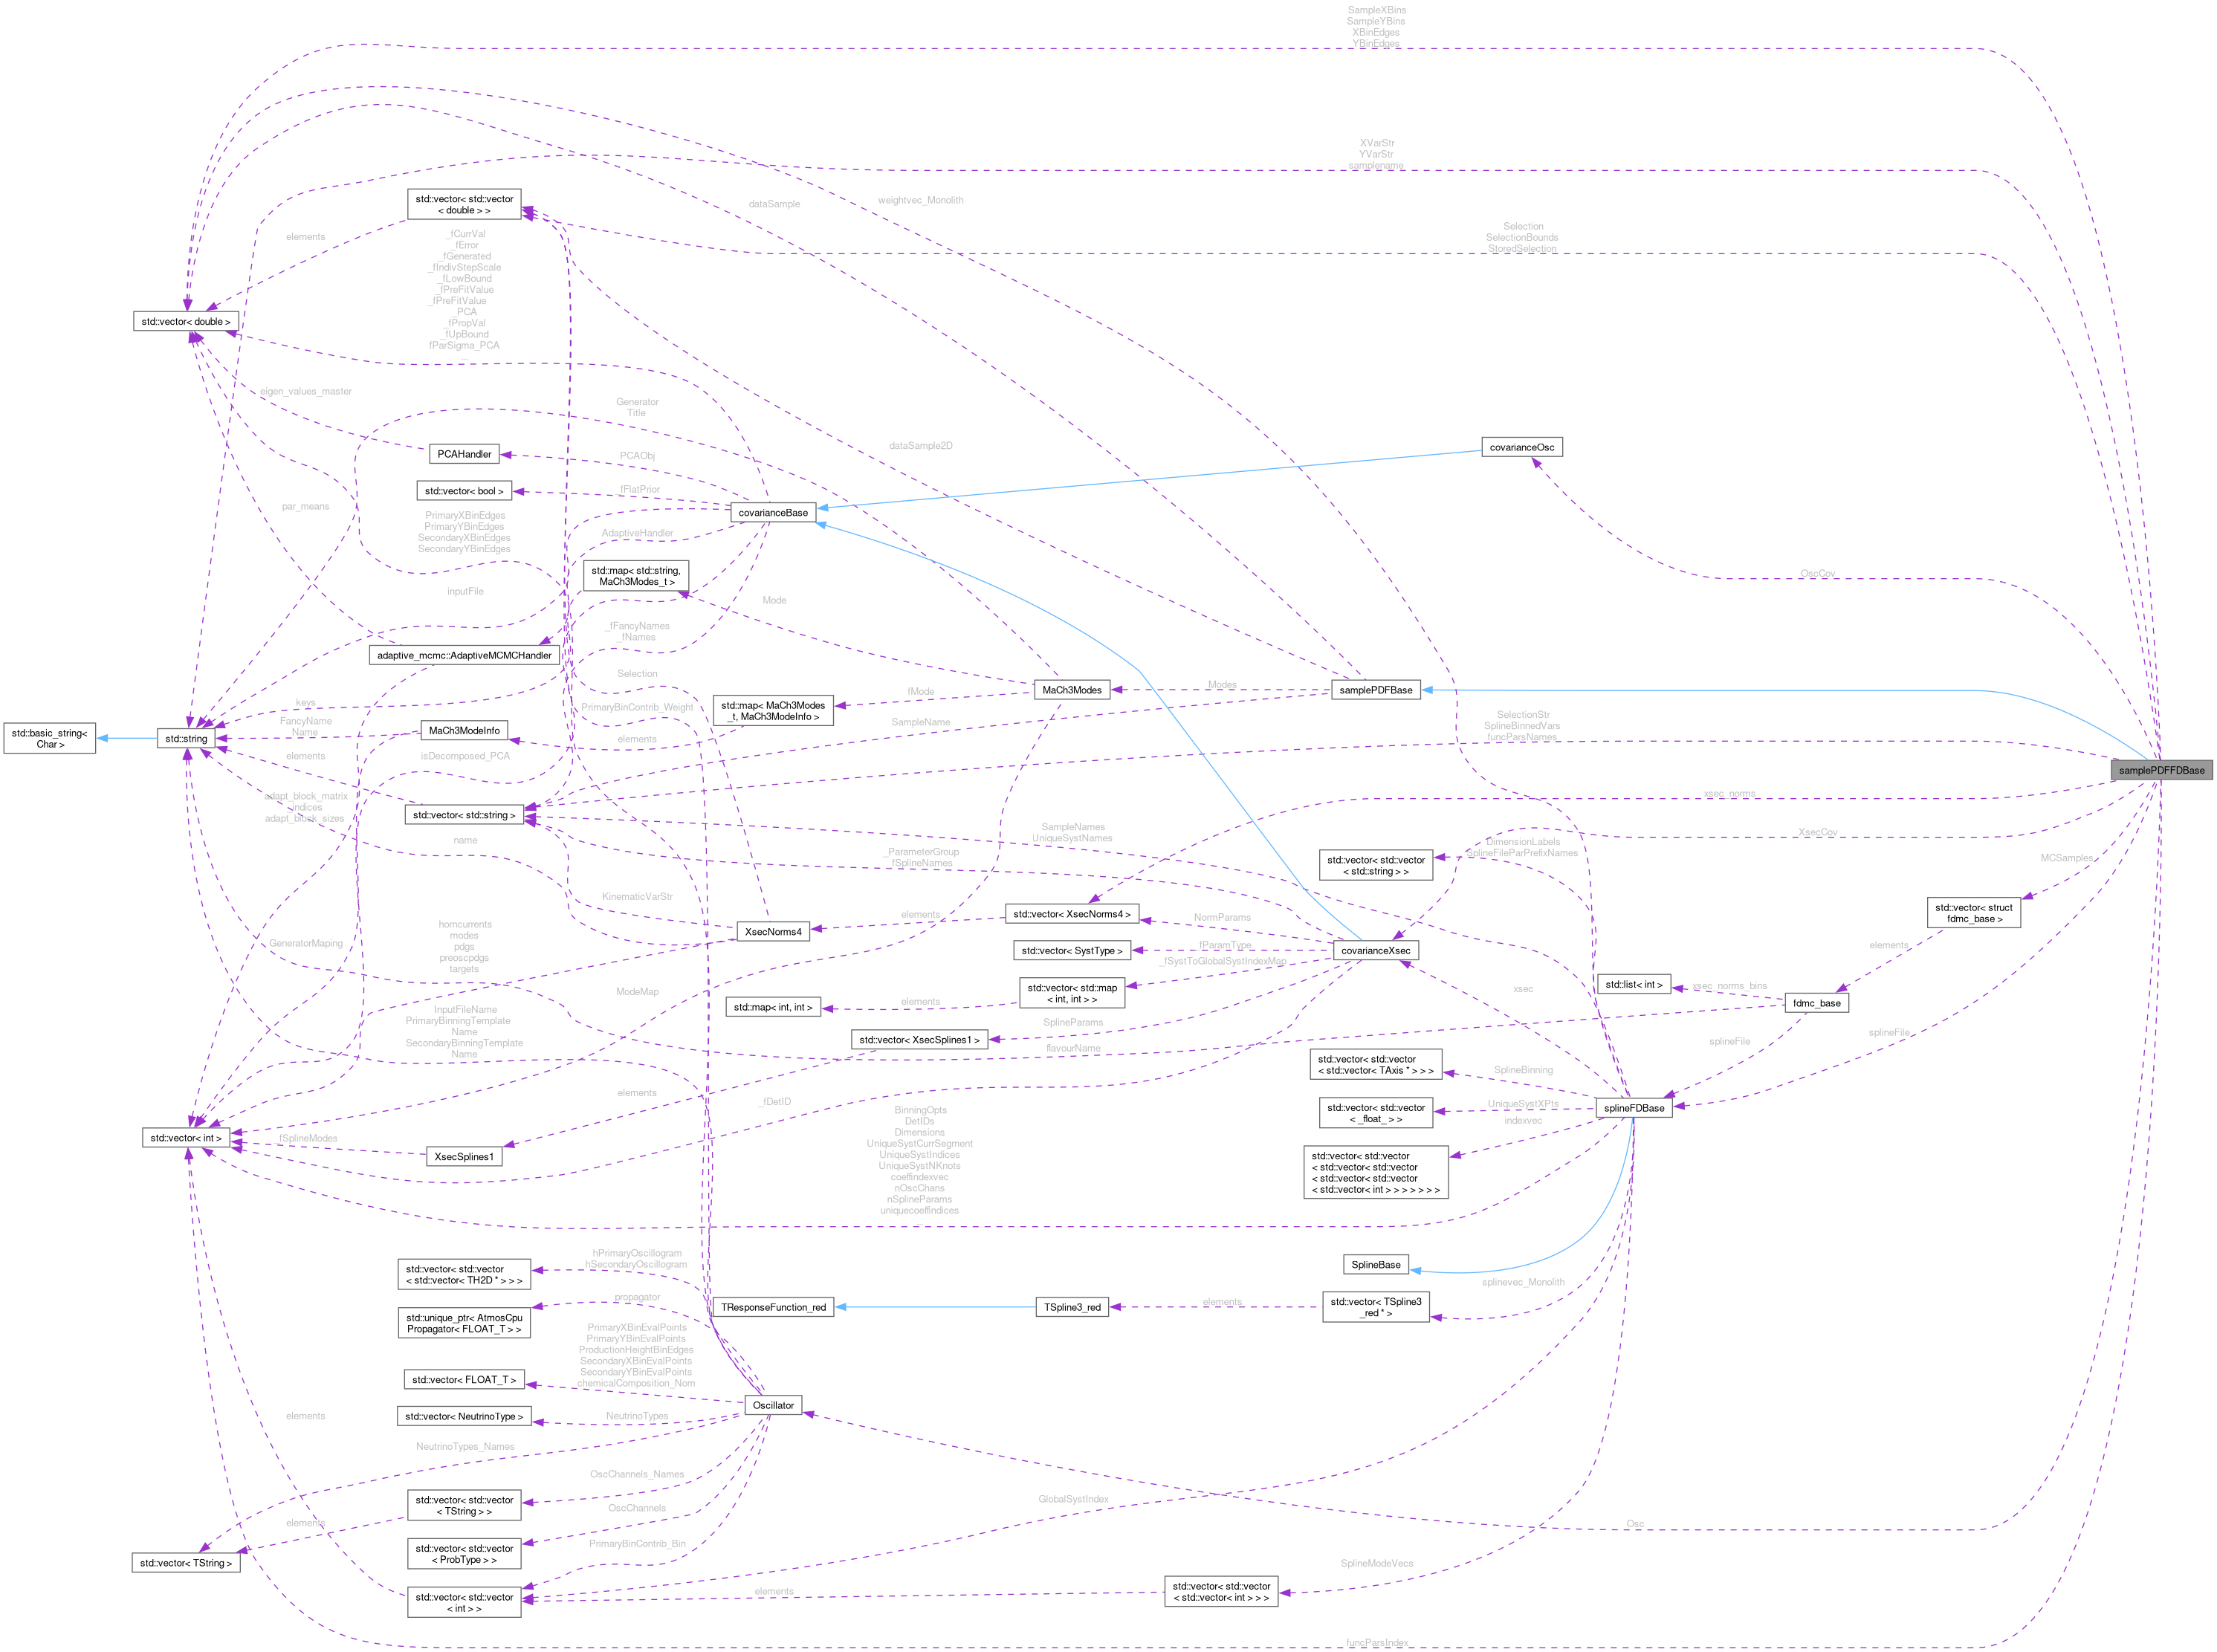 SampleXBins
SampleYBins
XBinEdges
YBinEdges
XVarStr
YVarStr
samplename
std::vector< std::vector
< double > >
dataSample
weightvec_Monolith
Selection
SelectionBounds
StoredSelection
elements
_fCurrVal
_fError
_fGenerated
_fIndivStepScale
_fLowBound
_fPreFitValue
_fPreFitValue
_PCA
_fPropVal
_fUpBound
fParSigma_PCA
...
std::vector< double >
eigen_values_master
Generator
Title
dataSample2D
PCAHandler
PCAObj
covarianceOsc
std::vector< bool >
fFlatPrior
covarianceBase
par_means
PrimaryXBinEdges
PrimaryYBinEdges
SecondaryXBinEdges
SecondaryYBinEdges
AdaptiveHandler
std::map< std::string,
MaCh3Modes_t >
OscCov
inputFile
Mode
_fFancyNames
_fNames
adaptive_mcmc::AdaptiveMCMCHandler
Selection
MaCh3Modes
Modes
samplePDFBase
keys
PrimaryBinContrib_Weight
fMode
std::map< MaCh3Modes
_t, MaCh3ModeInfo >
SampleName
SelectionStr
SplineBinnedVars
funcParsNames
std::basic_string<
Char >
std::string
FancyName
Name
MaCh3ModeInfo
elements
elements
isDecomposed_PCA
samplePDFFDBase
adapt_block_matrix
_indices
adapt_block_sizes
std::vector< std::string >
xsec_norms
name
SampleNames
UniqueSystNames
XsecCov
_ParameterGroup
_fSplineNames
std::vector< std::vector
< std::string > >
DimensionLabels
SplineFileParPrefixNames
MCSamples
KinematicVarStr
XsecNorms4
elements
std::vector< XsecNorms4 >
NormParams
std::vector< struct
fdmc_base >
GeneratorMaping
horncurrents
modes
pdgs
preoscpdgs
targets
std::vector< SystType >
fParamType
covarianceXsec
elements
_fSystToGlobalSystIndexMap
ModeMap
std::vector< std::map
< int, int > >
std::map< int, int >
elements
xsec
std::list< int >
xsec_norms_bins
fdmc_base
InputFileName
PrimaryBinningTemplate
Name
SecondaryBinningTemplate
Name
SplineParams
std::vector< XsecSplines1 >
flavourName
splineFile
splineFile
std::vector< std::vector
< std::vector< TAxis * > > >
SplineBinning
elements
_fDetID
std::vector< std::vector
< _float_ > >
UniqueSystXPts
splineFDBase
BinningOpts
DetIDs
Dimensions
UniqueSystCurrSegment
UniqueSystIndices
UniqueSystNKnots
coeffindexvec
nOscChans
nSplineParams
uniquecoeffindices
...
indexvec
std::vector< int >
fSplineModes
XsecSplines1
std::vector< std::vector
< std::vector< std::vector
< std::vector< std::vector
< std::vector< int > > > > > > >
std::vector< std::vector
< std::vector< TH2D * > > >
hPrimaryOscillogram
hSecondaryOscillogram
SplineBase
splinevec_Monolith
std::unique_ptr< AtmosCpu
Propagator< FLOAT_T > >
propagator
TResponseFunction_red
TSpline3_red
elements
std::vector< TSpline3
_red * >
PrimaryXBinEvalPoints
PrimaryYBinEvalPoints
ProductionHeightBinEdges
SecondaryXBinEvalPoints
SecondaryYBinEvalPoints
chemicalComposition_Nom
std::vector< FLOAT_T >
Oscillator
std::vector< NeutrinoType >
NeutrinoTypes
elements
NeutrinoTypes_Names
OscChannels_Names
std::vector< std::vector
< TString > >
GlobalSystIndex
OscChannels
Osc
elements
std::vector< TString >
std::vector< std::vector
< ProbType > >
PrimaryBinContrib_Bin
SplineModeVecs
std::vector< std::vector
< int > >
elements
std::vector< std::vector
< std::vector< int > > >
funcParsIndex